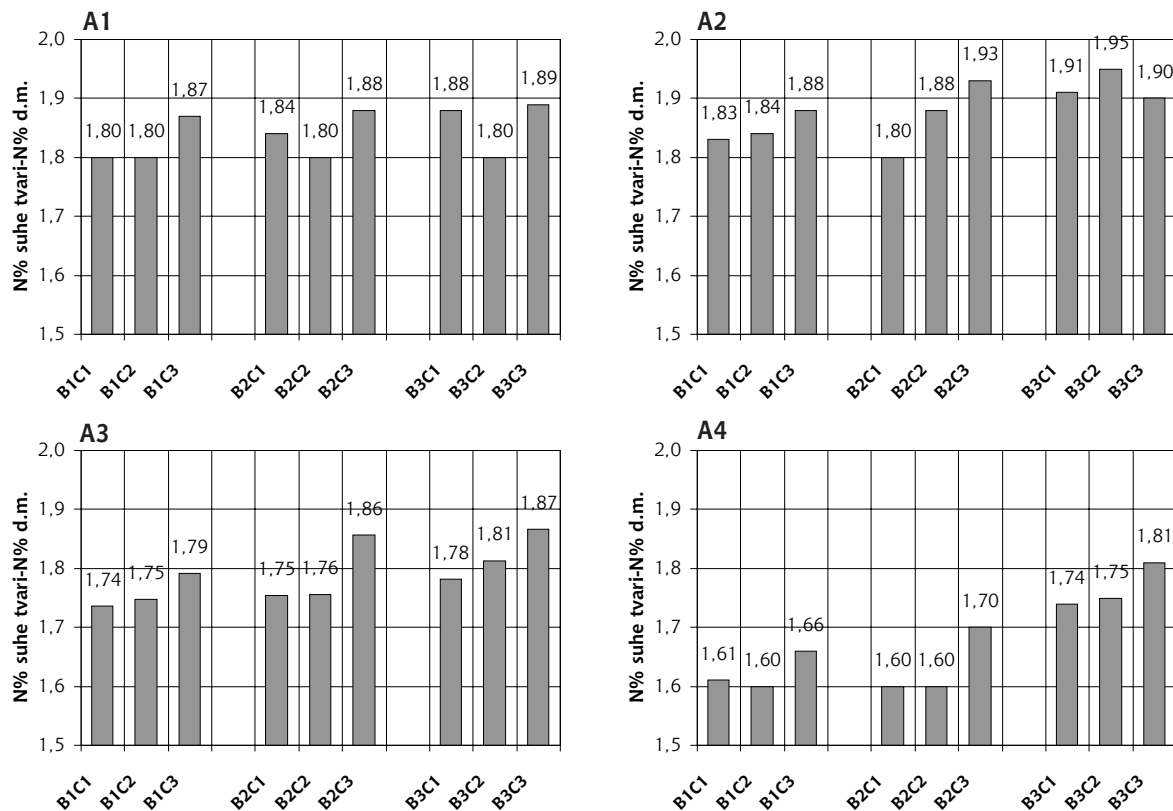 A1
N% suhe tvari-N% d.m.
2,0
1,9
1,8
1,7
1,6
1,5
1,80
1,80
1,87
1,84
1,80
1,88
1,88
1,80
1,89
B1C1
B1C2
B1C3
B2C1
B2C2
B2C3
B3C1
B3C2
B3C3
A2
N% suhe tvari-N% d.m.
2,0
1,9
1,8
1,7
1,6
1,5
1,83
1,84
1,88
1,80
1,88
1,93
1,91
1,95
1,90
B1C1
B1C2
B1C3
B2C1
B2C2
B2C3
B3C1
B3C2
B3C3
A3
N% suhe tvari-N% d.m.
2,0
1,9
1,8
1,7
1,6
1,5
1,74
1,75
1,79
1,75
1,76
1,86
1,78
1,81
1,87
B1C1
B1C2
B1C3
B2C1
B2C2
B2C3
B3C1
B3C2
B3C3
A4
N% suhe tvari-N% d.m.
2,0
1,9
1,8
1,7
1,6
1,5
1,61
1,60
1,66
1,60
1,60
1,70
1,74
1,75
1,81
B1C1
B1C2
B1C3
B2C1
B2C2
B2C3
B3C1
B3C2
B3C3